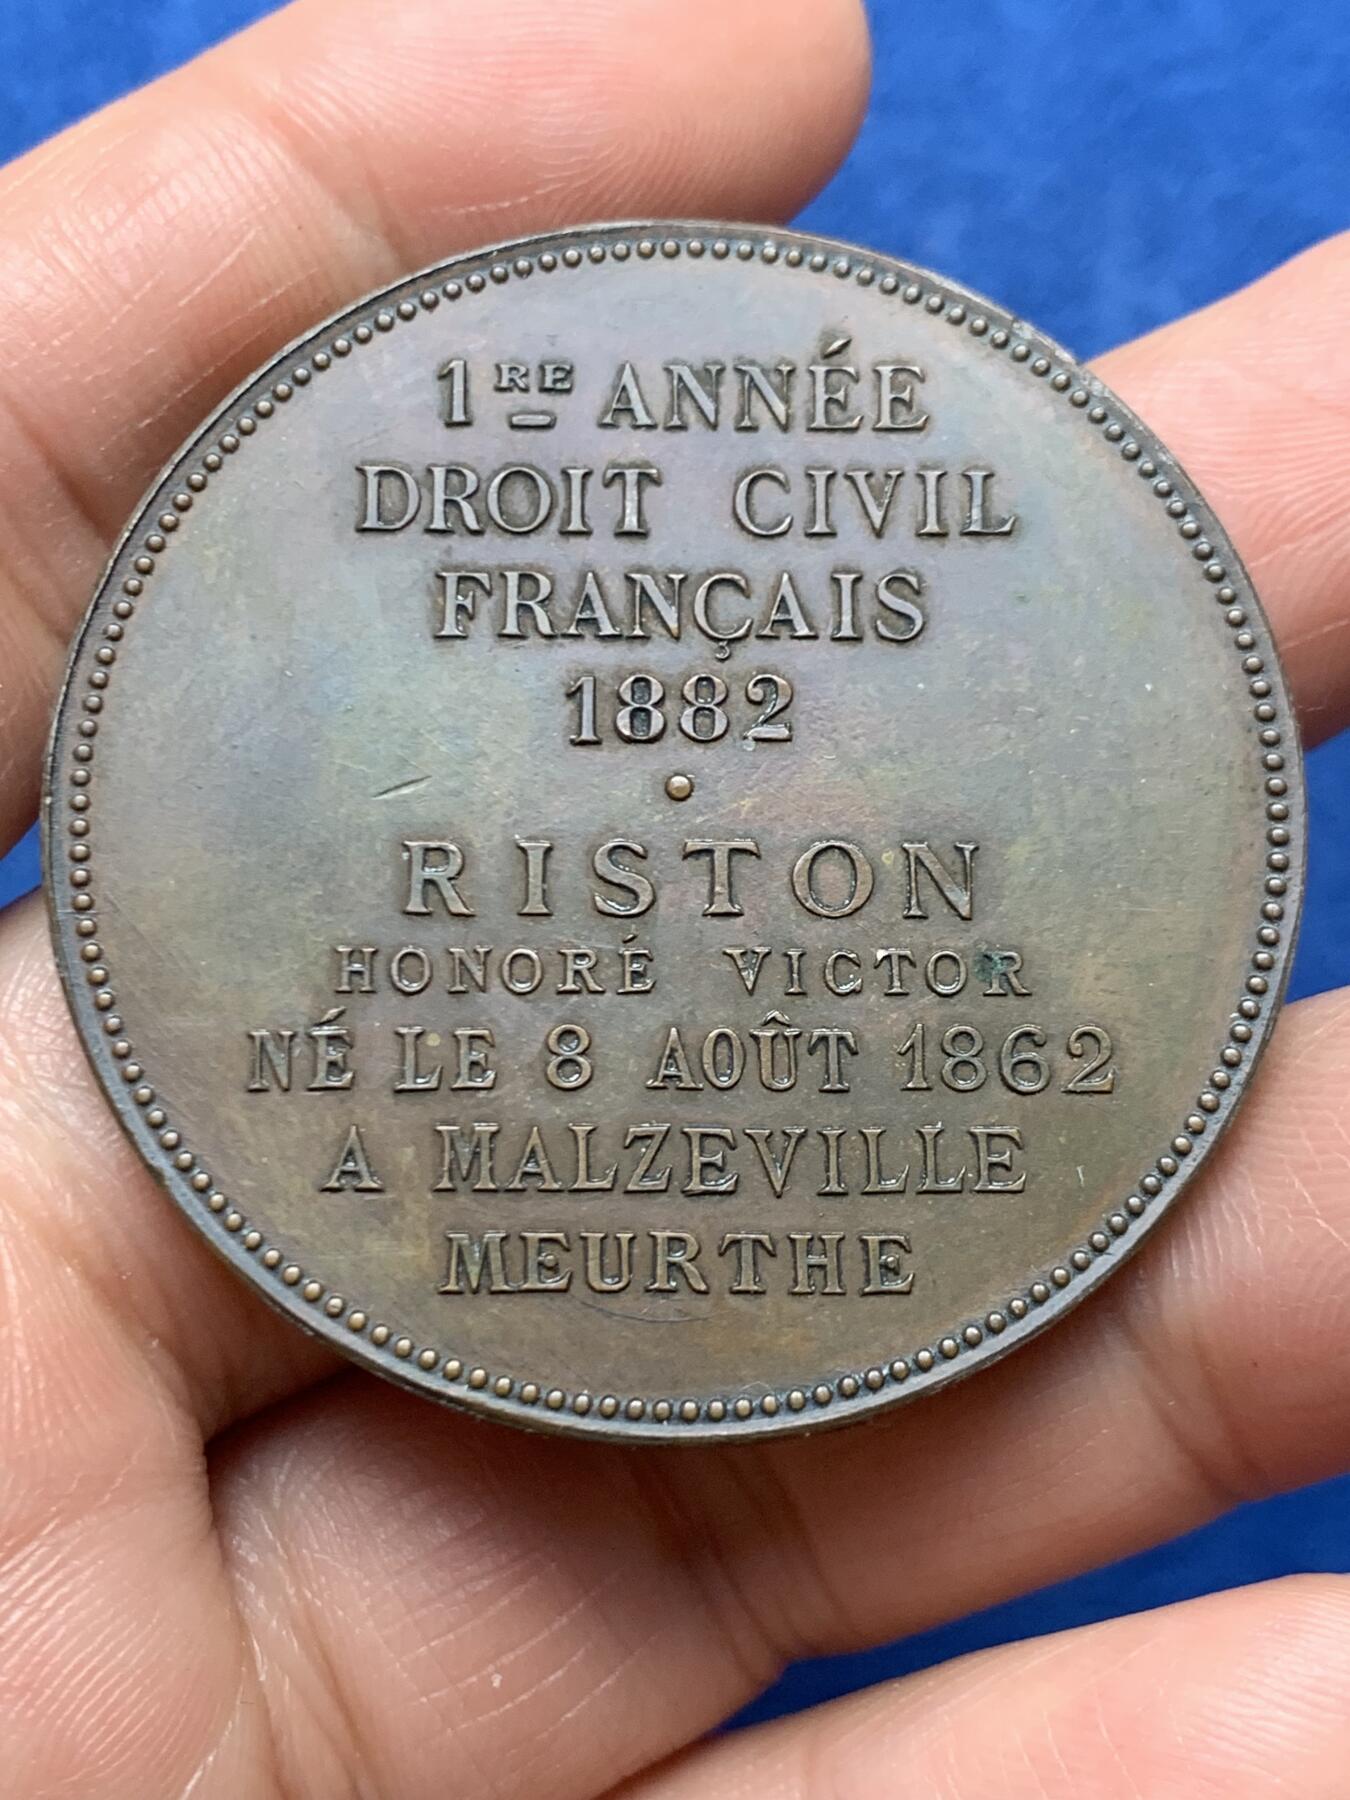 1RE ANNÉE
DROIT CIVIL
FRANÇAIS
1882
RISTON
HONORÉ VICTOR
NÉ LE 8 AOÛT 1862
A MALZEVILLE
MEURTHE